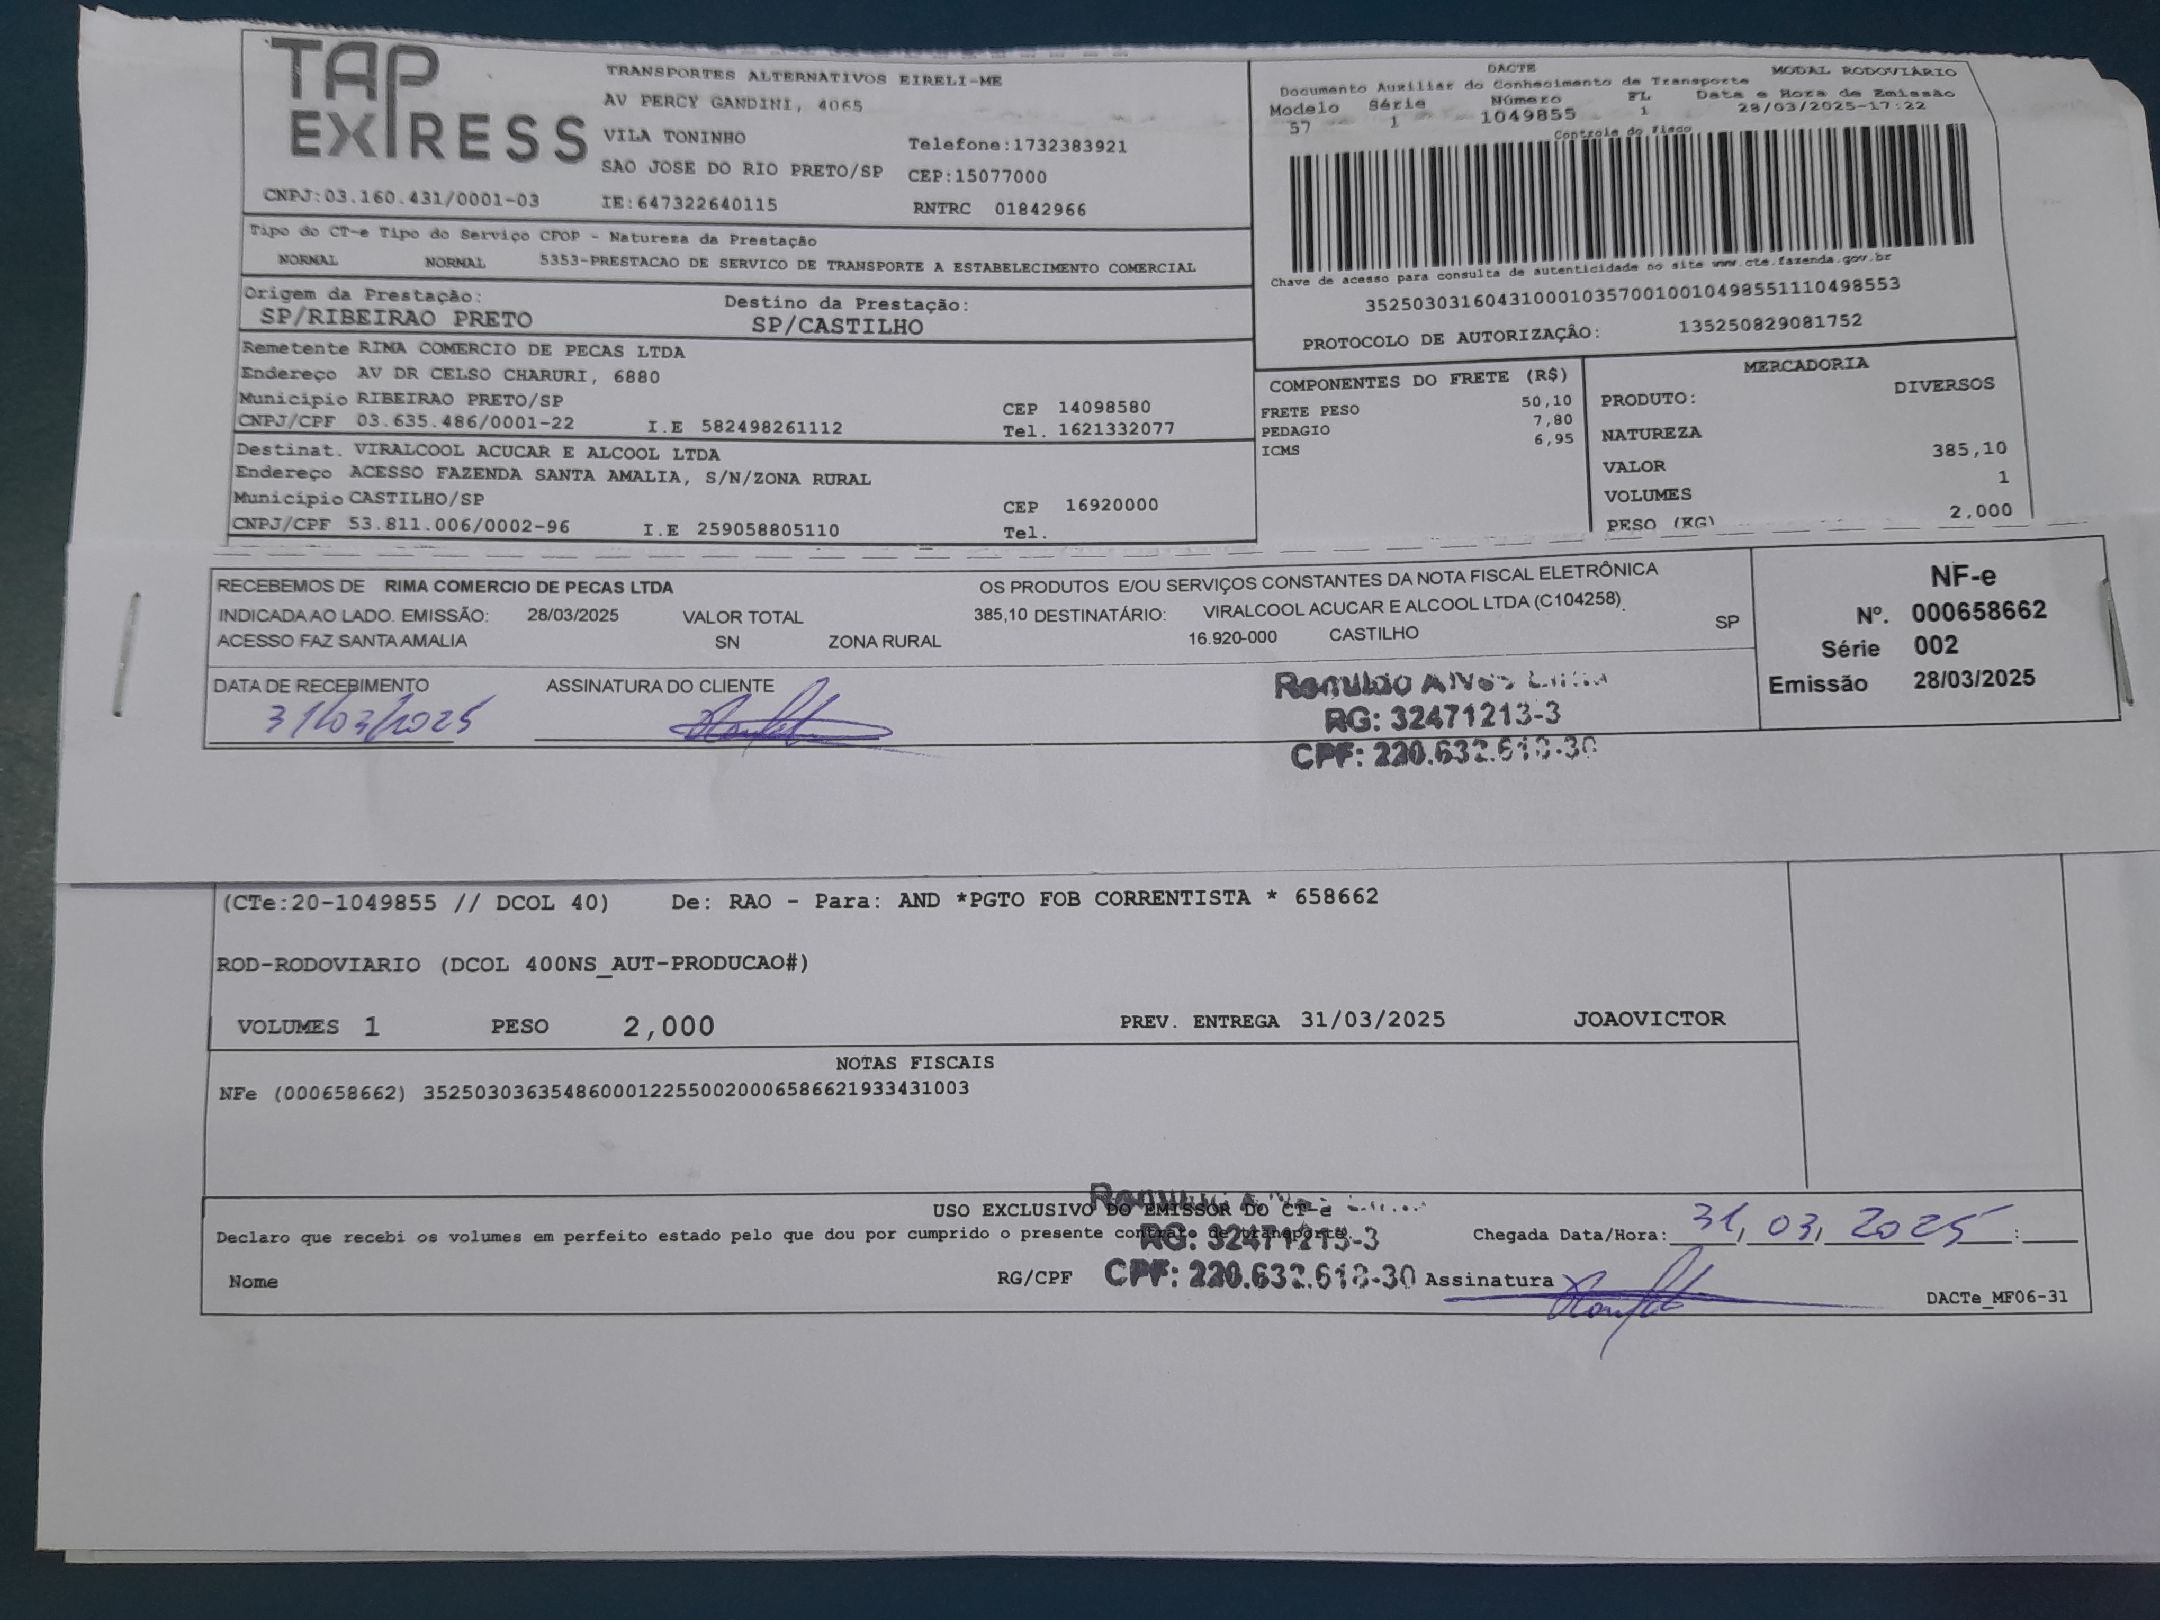 TAP EXPRESS
TRANSPORTES ALTERNATIVOS EIRELI-ME
AV PERCY GANDINI, 4065
VILA TONINHO Telefone:1732383921
SAO JOSE DO RIO PRETO/SP CEP:15077000
CNPJ:03.160.431/0001-03 IE:647322640115 RNTRC 01842966
DACTE MODAL RODOVIÁRIO
Documento Auxiliar do Conhecimento de Transporte
Modelo Série Número FL Data e Hora de Emissão
57 1 1049855 1 28/03/2025-17:22
Controle do Fisco
Chave de acesso para consulta de autenticidade no site www.cte.fazenda.gov.br
35250303160431000103570010010498551110498553
PROTOCOLO DE AUTORIZAÇÃO: 135250829081752
Tipo do CT-e Tipo do Serviço CFOP - Natureza da Prestação
NORMAL NORMAL 5353-PRESTACAO DE SERVICO DE TRANSPORTE A ESTABELECIMENTO COMERCIAL
Origem da Prestação: Destino da Prestação:
SP/RIBEIRAO PRETO SP/CASTILHO
Remetente RIMA COMERCIO DE PECAS LTDA
Endereço AV DR CELSO CHARURI, 6880
Município RIBEIRAO PRETO/SP CEP 14098580
CNPJ/CPF 03.635.486/0001-22 I.E 582498261112 Tel. 1621332077
Destinat. VIRALCOOL ACUCAR E ALCOOL LTDA
Endereço ACESSO FAZENDA SANTA AMALIA, S/N/ZONA RURAL
Município CASTILHO/SP CEP 16920000
CNPJ/CPF 53.811.006/0002-96 I.E 259058805110 Tel.
COMPONENTES DO FRETE (R$)
FRETE PESO 50,10
PEDAGIO 7,80
ICMS 6,95
MERCADORIA
PRODUTO: DIVERSOS
NATUREZA
VALOR 385,10
VOLUMES 1
PESO (KG) 2,000
RECEBEMOS DE RIMA COMERCIO DE PECAS LTDA OS PRODUTOS E/OU SERVIÇOS CONSTANTES DA NOTA FISCAL ELETRÔNICA
INDICADA AO LADO. EMISSÃO: 28/03/2025 VALOR TOTAL 385,10 DESTINATÁRIO: VIRALCOOL ACUCAR E ALCOOL LTDA (C104258)
ACESSO FAZ SANTA AMALIA SN ZONA RURAL 16.920-000 CASTILHO SP
NF-e
Nº. 000658662
Série 002
Emissão 28/03/2025
DATA DE RECEBIMENTO ASSINATURA DO CLIENTE
31/03/2025
Romuldo Alves
RG: 32471213-3
CPF: 220.632.618-30
(CTe:20-1049855 // DCOL 40) De: RAO - Para: AND *PGTO FOB CORRENTISTA * 658662
ROD-RODOVIARIO (DCOL 400NS_AUT-PRODUCAO#)
VOLUMES 1 PESO 2,000 PREV. ENTREGA 31/03/2025 JOAOVICTOR
NOTAS FISCAIS
NFe (000658662) 35250303635486000122550020006586621933431003
USO EXCLUSIVO DO EMISSOR DO CT-e
Declaro que recebi os volumes em perfeito estado pelo que dou por cumprido o presente contrato de transporte.
Chegada Data/Hora: 31, 03, 2025 :
RG: 32471213-3
Nome RG/CPF CPF: 220.632.618-30 Assinatura
DACTe_MF06-31